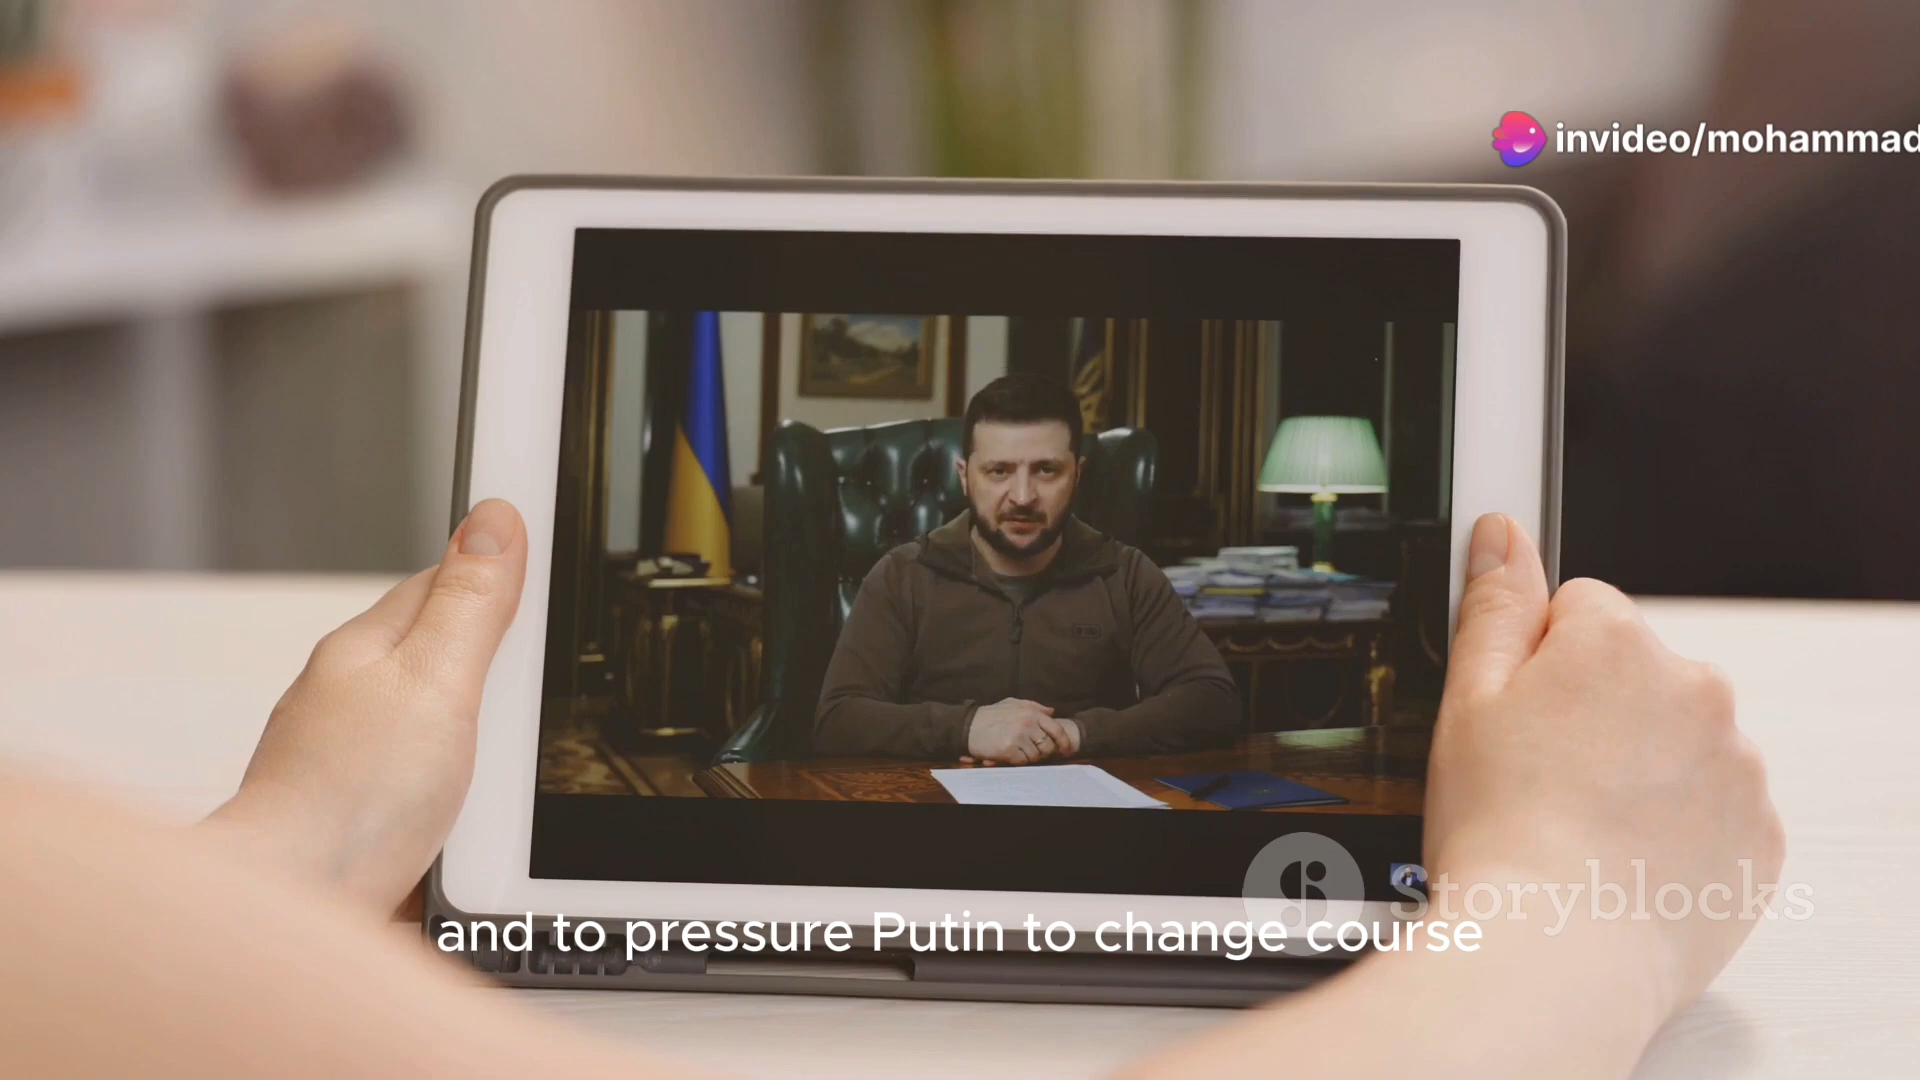 invideo/mohammad
Storyblocks
and to pressure Putin to change course